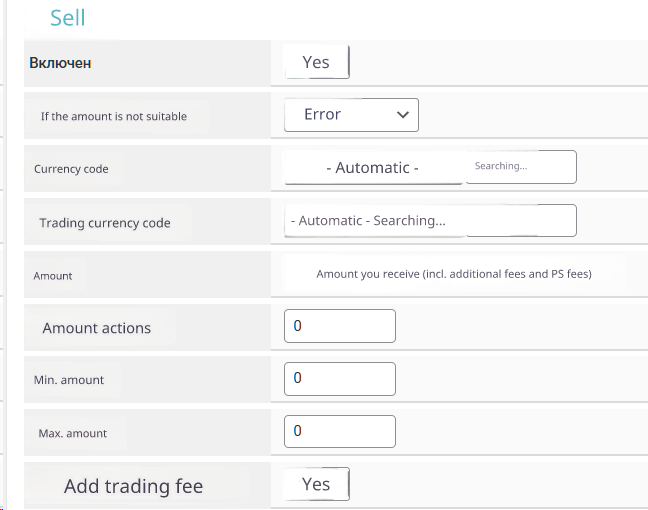 Sell
Включен Yes
If the amount is not suitable Error
Currency code - Automatic - Searching...
Trading currency code - Automatic - Searching...
Amount Amount you receive (incl. additional fees and PS fees)
Amount actions 0
Min. amount 0
Max. amount 0
Add trading fee Yes